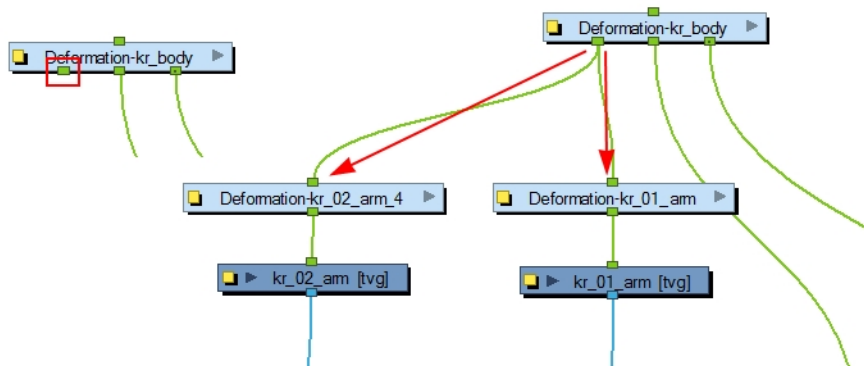 Deformation-kr_body
Deformation-kr_body
Deformation-kr_02_arm_4
Deformation-kr_01_arm
kr_02_arm [tvg]
kr_01_arm [tvg]